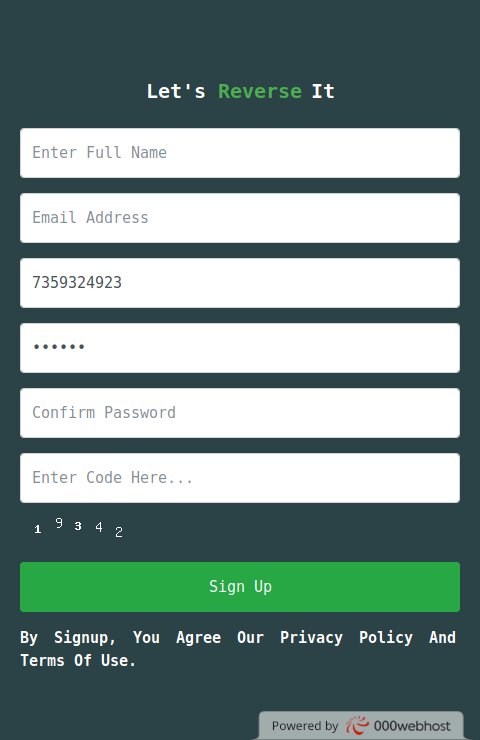 Let's Reverse It
Enter Full Name
Email Address
7359324923
••••••
Confirm Password
Enter Code Here...
1 9 3 4 2
Sign Up
By Signup, You Agree Our Privacy Policy And
Terms Of Use.
Powered by 000webhost